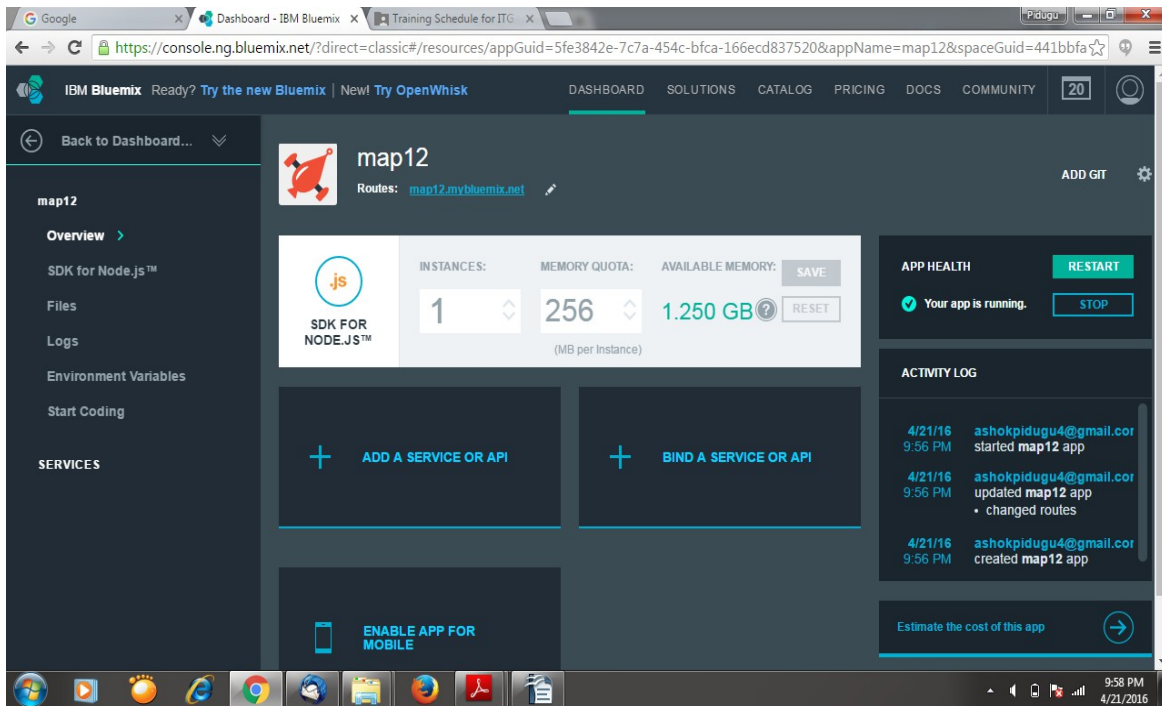 Google
Dashboard - IBM Bluemix
Training Schedule for ITG
Pidugu
https://console.ng.bluemix.net/?direct=classic#/resources/appGuid=5fe3842e-7c7a-454c-bfca-166ecd837520&appName=map12&spaceGuid=441bbfa
IBM Bluemix Ready? Try the new Bluemix | New! Try OpenWhisk
DASHBOARD SOLUTIONS CATALOG PRICING DOCS COMMUNITY 20
Back to Dashboard...
map12
Overview >
SDK for Node.js™
Files
Logs
Environment Variables
Start Coding
SERVICES
map12
Routes: map12.mybluemix.net
ADD GIT
.js
SDK FOR
NODE.JS™
INSTANCES:
1
MEMORY QUOTA:
256
(MB per Instance)
AVAILABLE MEMORY:
1.250 GB ?
SAVE
RESET
APP HEALTH
RESTART
Your app is running.
STOP
ADD A SERVICE OR API
BIND A SERVICE OR API
ENABLE APP FOR
MOBILE
ACTIVITY LOG
4/21/16 ashokpidugu4@gmail.cor
9:56 PM started map12 app
4/21/16 ashokpidugu4@gmail.cor
9:56 PM updated map12 app
• changed routes
4/21/16 ashokpidugu4@gmail.cor
9:56 PM created map12 app
Estimate the cost of this app
9:58 PM
4/21/2016